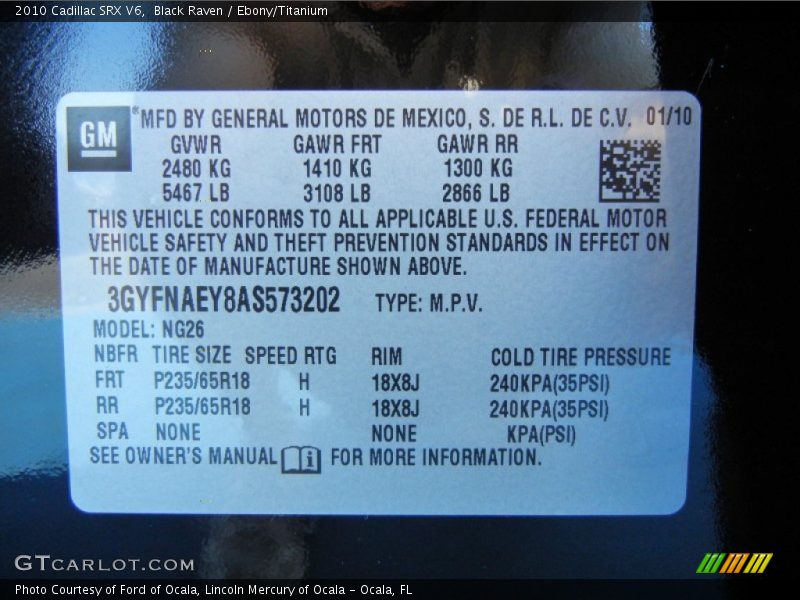 2010 Cadillac SRX V6, Black Raven / Ebony/Titanium
GM ® MFD BY GENERAL MOTORS DE MEXICO, S. DE R.L. DE C.V. 01/10
GVWR GAWR FRT GAWR RR
2480 KG 1410 KG 1300 KG
5467 LB 3108 LB 2866 LB
THIS VEHICLE CONFORMS TO ALL APPLICABLE U.S. FEDERAL MOTOR
VEHICLE SAFETY AND THEFT PREVENTION STANDARDS IN EFFECT ON
THE DATE OF MANUFACTURE SHOWN ABOVE.
3GYFNAEY8AS573202 TYPE: M.P.V.
MODEL: NG26
NBFR TIRE SIZE SPEED RTG RIM COLD TIRE PRESSURE
FRT P235/65R18 H 18X8J 240KPA(35PSI)
RR P235/65R18 H 18X8J 240KPA(35PSI)
SPA NONE NONE KPA(PSI)
SEE OWNER'S MANUAL i FOR MORE INFORMATION.
GTCARLOT.COM
Photo Courtesy of Ford of Ocala, Lincoln Mercury of Ocala - Ocala, FL